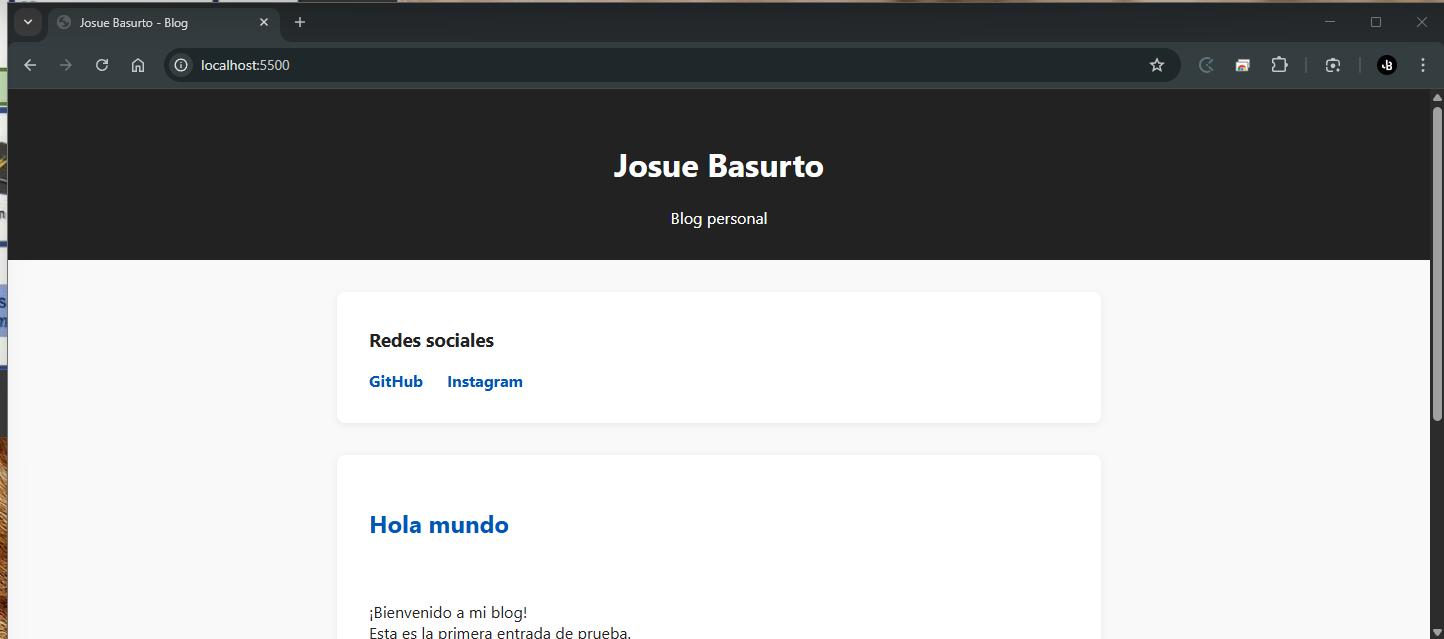 Josue Basurto - Blog
localhost:5500
Josue Basurto
Blog personal
Redes sociales
GitHub Instagram
Hola mundo
¡Bienvenido a mi blog!
Esta es la primera entrada de prueba.